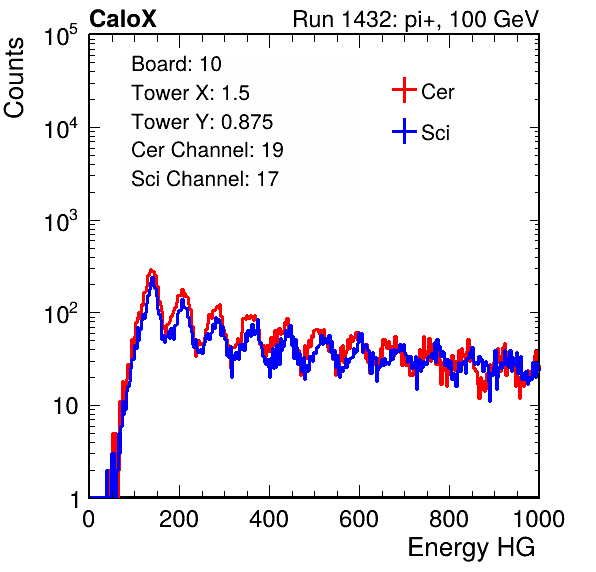 CaloX Run 1432: pi+, 100 GeV
Counts
Board: 10
Tower X: 1.5
Tower Y: 0.875
Cer Channel: 19
Sci Channel: 17
Cer
Sci
10^5
10^4
10^3
10^2
10
1
0 200 400 600 800 1000
Energy HG